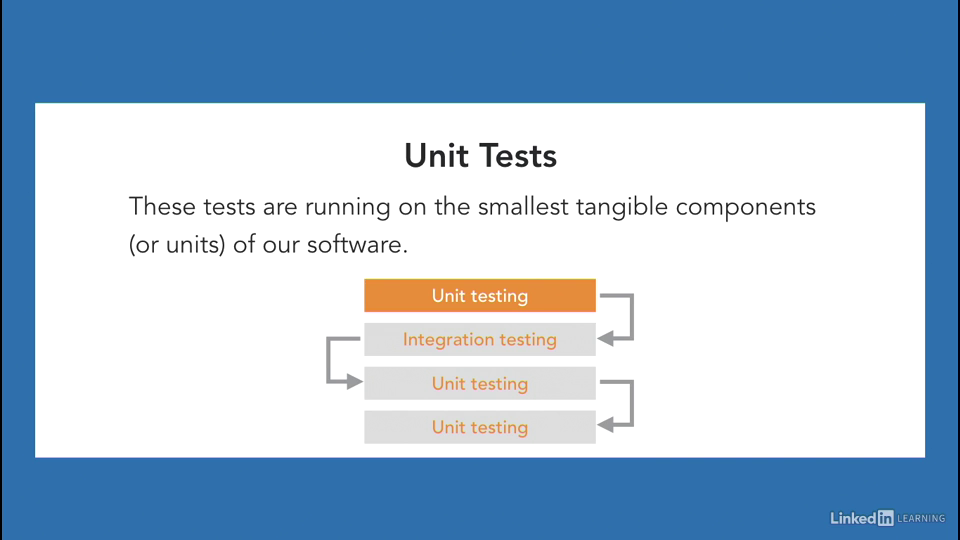 Unit Tests
These tests are running on the smallest tangible components
(or units) of our software.
Unit testing
Integration testing
Unit testing
Unit testing
Linked in LEARNING